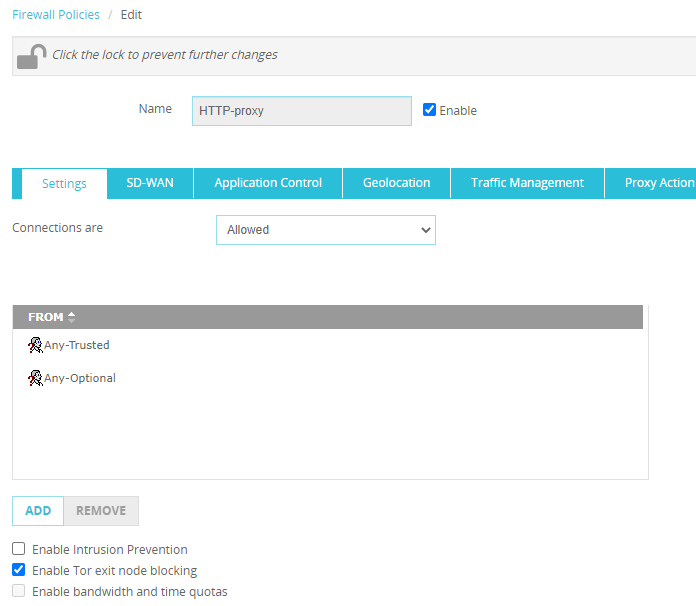 Firewall Policies / Edit
Click the lock to prevent further changes
Name HTTP-proxy Enable
Settings SD-WAN Application Control Geolocation Traffic Management Proxy Action
Connections are Allowed
FROM
Any-Trusted
Any-Optional
ADD REMOVE
Enable Intrusion Prevention
Enable Tor exit node blocking
Enable bandwidth and time quotas